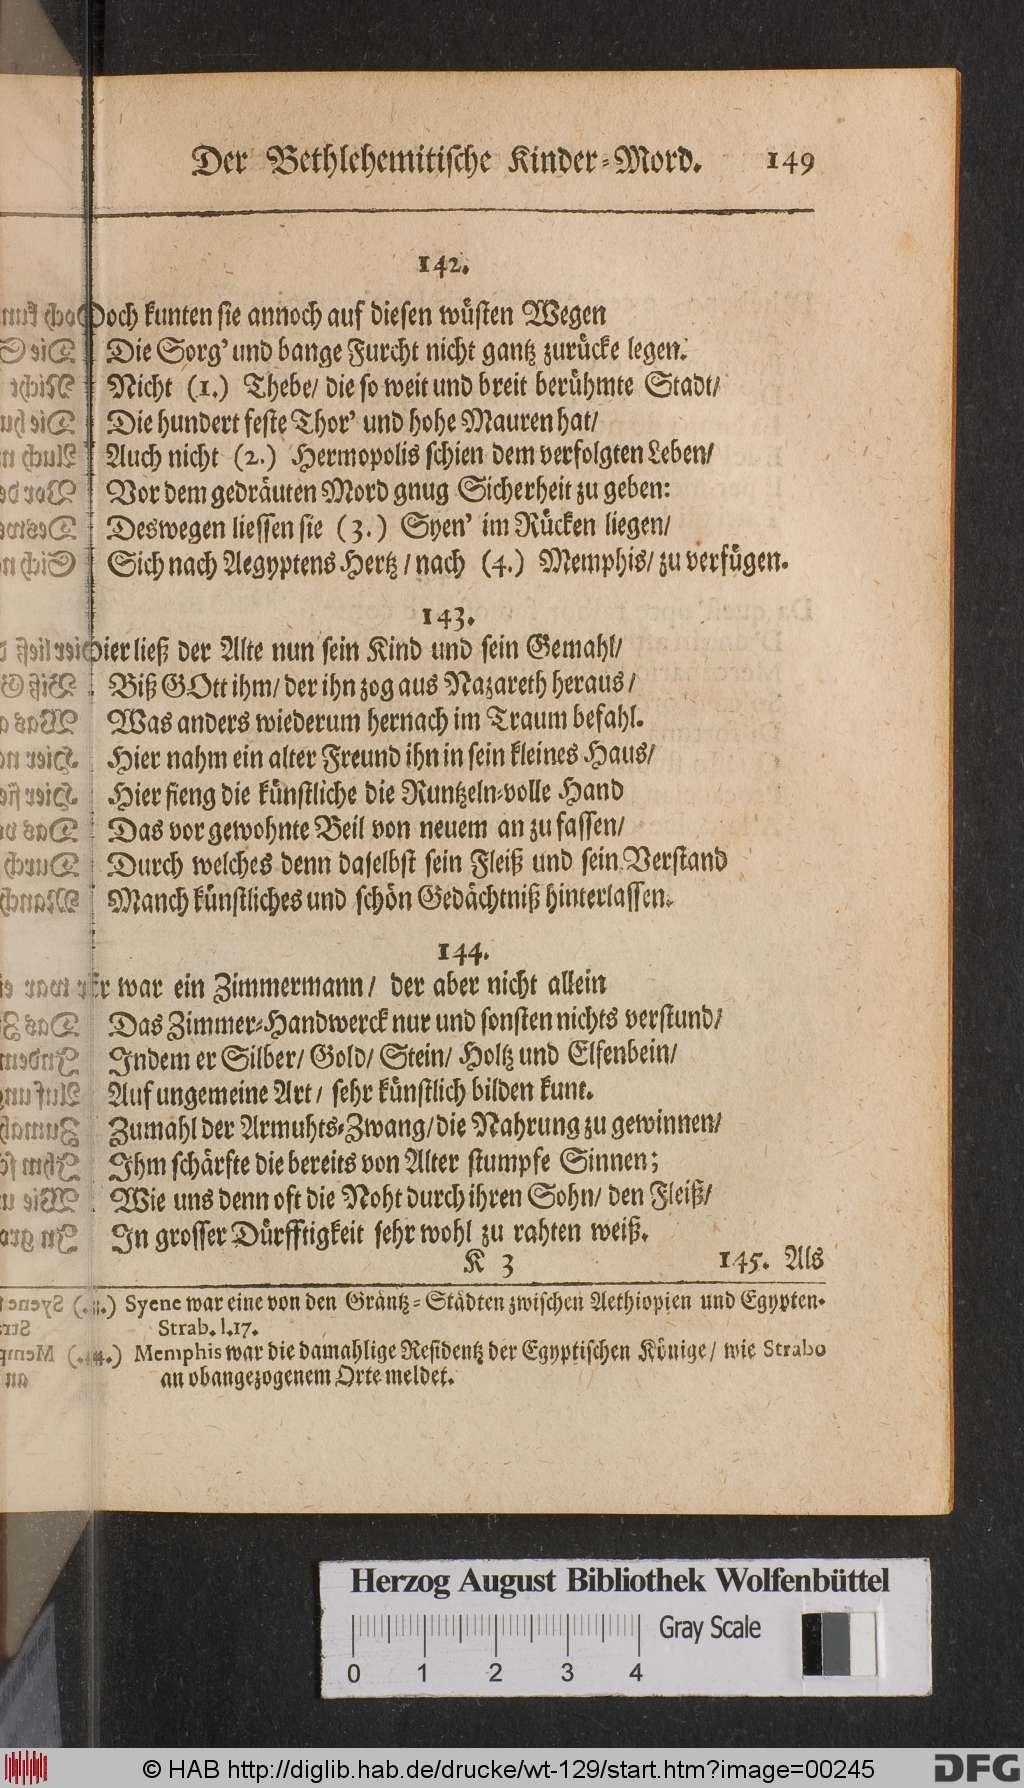 Der Bethlehemitische Kinder-Mord. 149
142.
Doch kunten sie annoch auf diesen wüsten Wegen
Die Sorg' und bange Furcht nicht gantz zurücke legen.
Nicht (1.) Thebe/ die so weit und breit berühmte Stadt/
Die hundert feste Thor' und hohe Mauren hat/
Auch nicht (2.) Hermopolis schien dem verfolgten Leben/
Vor dem gedräuten Mord gnug Sicherheit zu geben:
Deswegen liessen sie (3.) Syen' im Rücken liegen/
Sich nach Aegyptens Hertz/ nach (4.) Memphis/ zu verfügen.
143.
Hier ließ der Alte nun sein Kind und sein Gemahl/
Biß GOtt ihm/ der ihn zog aus Nazareth heraus/
Was anders wiederum hernach im Traum befahl.
Hier nahm ein alter Freund ihn in sein kleines Haus/
Hier fieng die künstliche die Runtzeln-volle Hand
Das vor gewohnte Beil von neuem an zu fassen/
Durch welches denn daselbst sein Fleiß und sein Verstand
Manch künstliches und schön Gedächtniß hinterlassen.
144.
Er war ein Zimmermann/ der aber nicht allein
Das Zimmer-Handwerck nur und sonsten nichts verstund/
Indem er Silber/ Gold/ Stein/ Holtz und Elfenbein/
Auf ungemeine Art/ sehr künstlich bilden kunt.
Zumahl der Armuhts-Zwang/ die Nahrung zu gewinnen/
Ihm schärfte die bereits von Alter stumpfe Sinnen;
Wie uns denn oft die Noht durch ihren Sohn/ den Fleiß/
In grosser Dürfftigkeit sehr wohl zu rahten weiß.
K 3 145. Als
(3.) Syene war eine von den Gräntz-Städten zwischen Aethiopien und Egypten.
Strab. l.17.
(4.) Memphis war die damahlige Residentz der Egyptischen Könige/ wie Strabo
an obangezogenem Orte meldet.
Herzog August Bibliothek Wolfenbüttel
Gray Scale
0 1 2 3 4
© HAB http://diglib.hab.de/drucke/wt-129/start.htm?image=00245
DFG